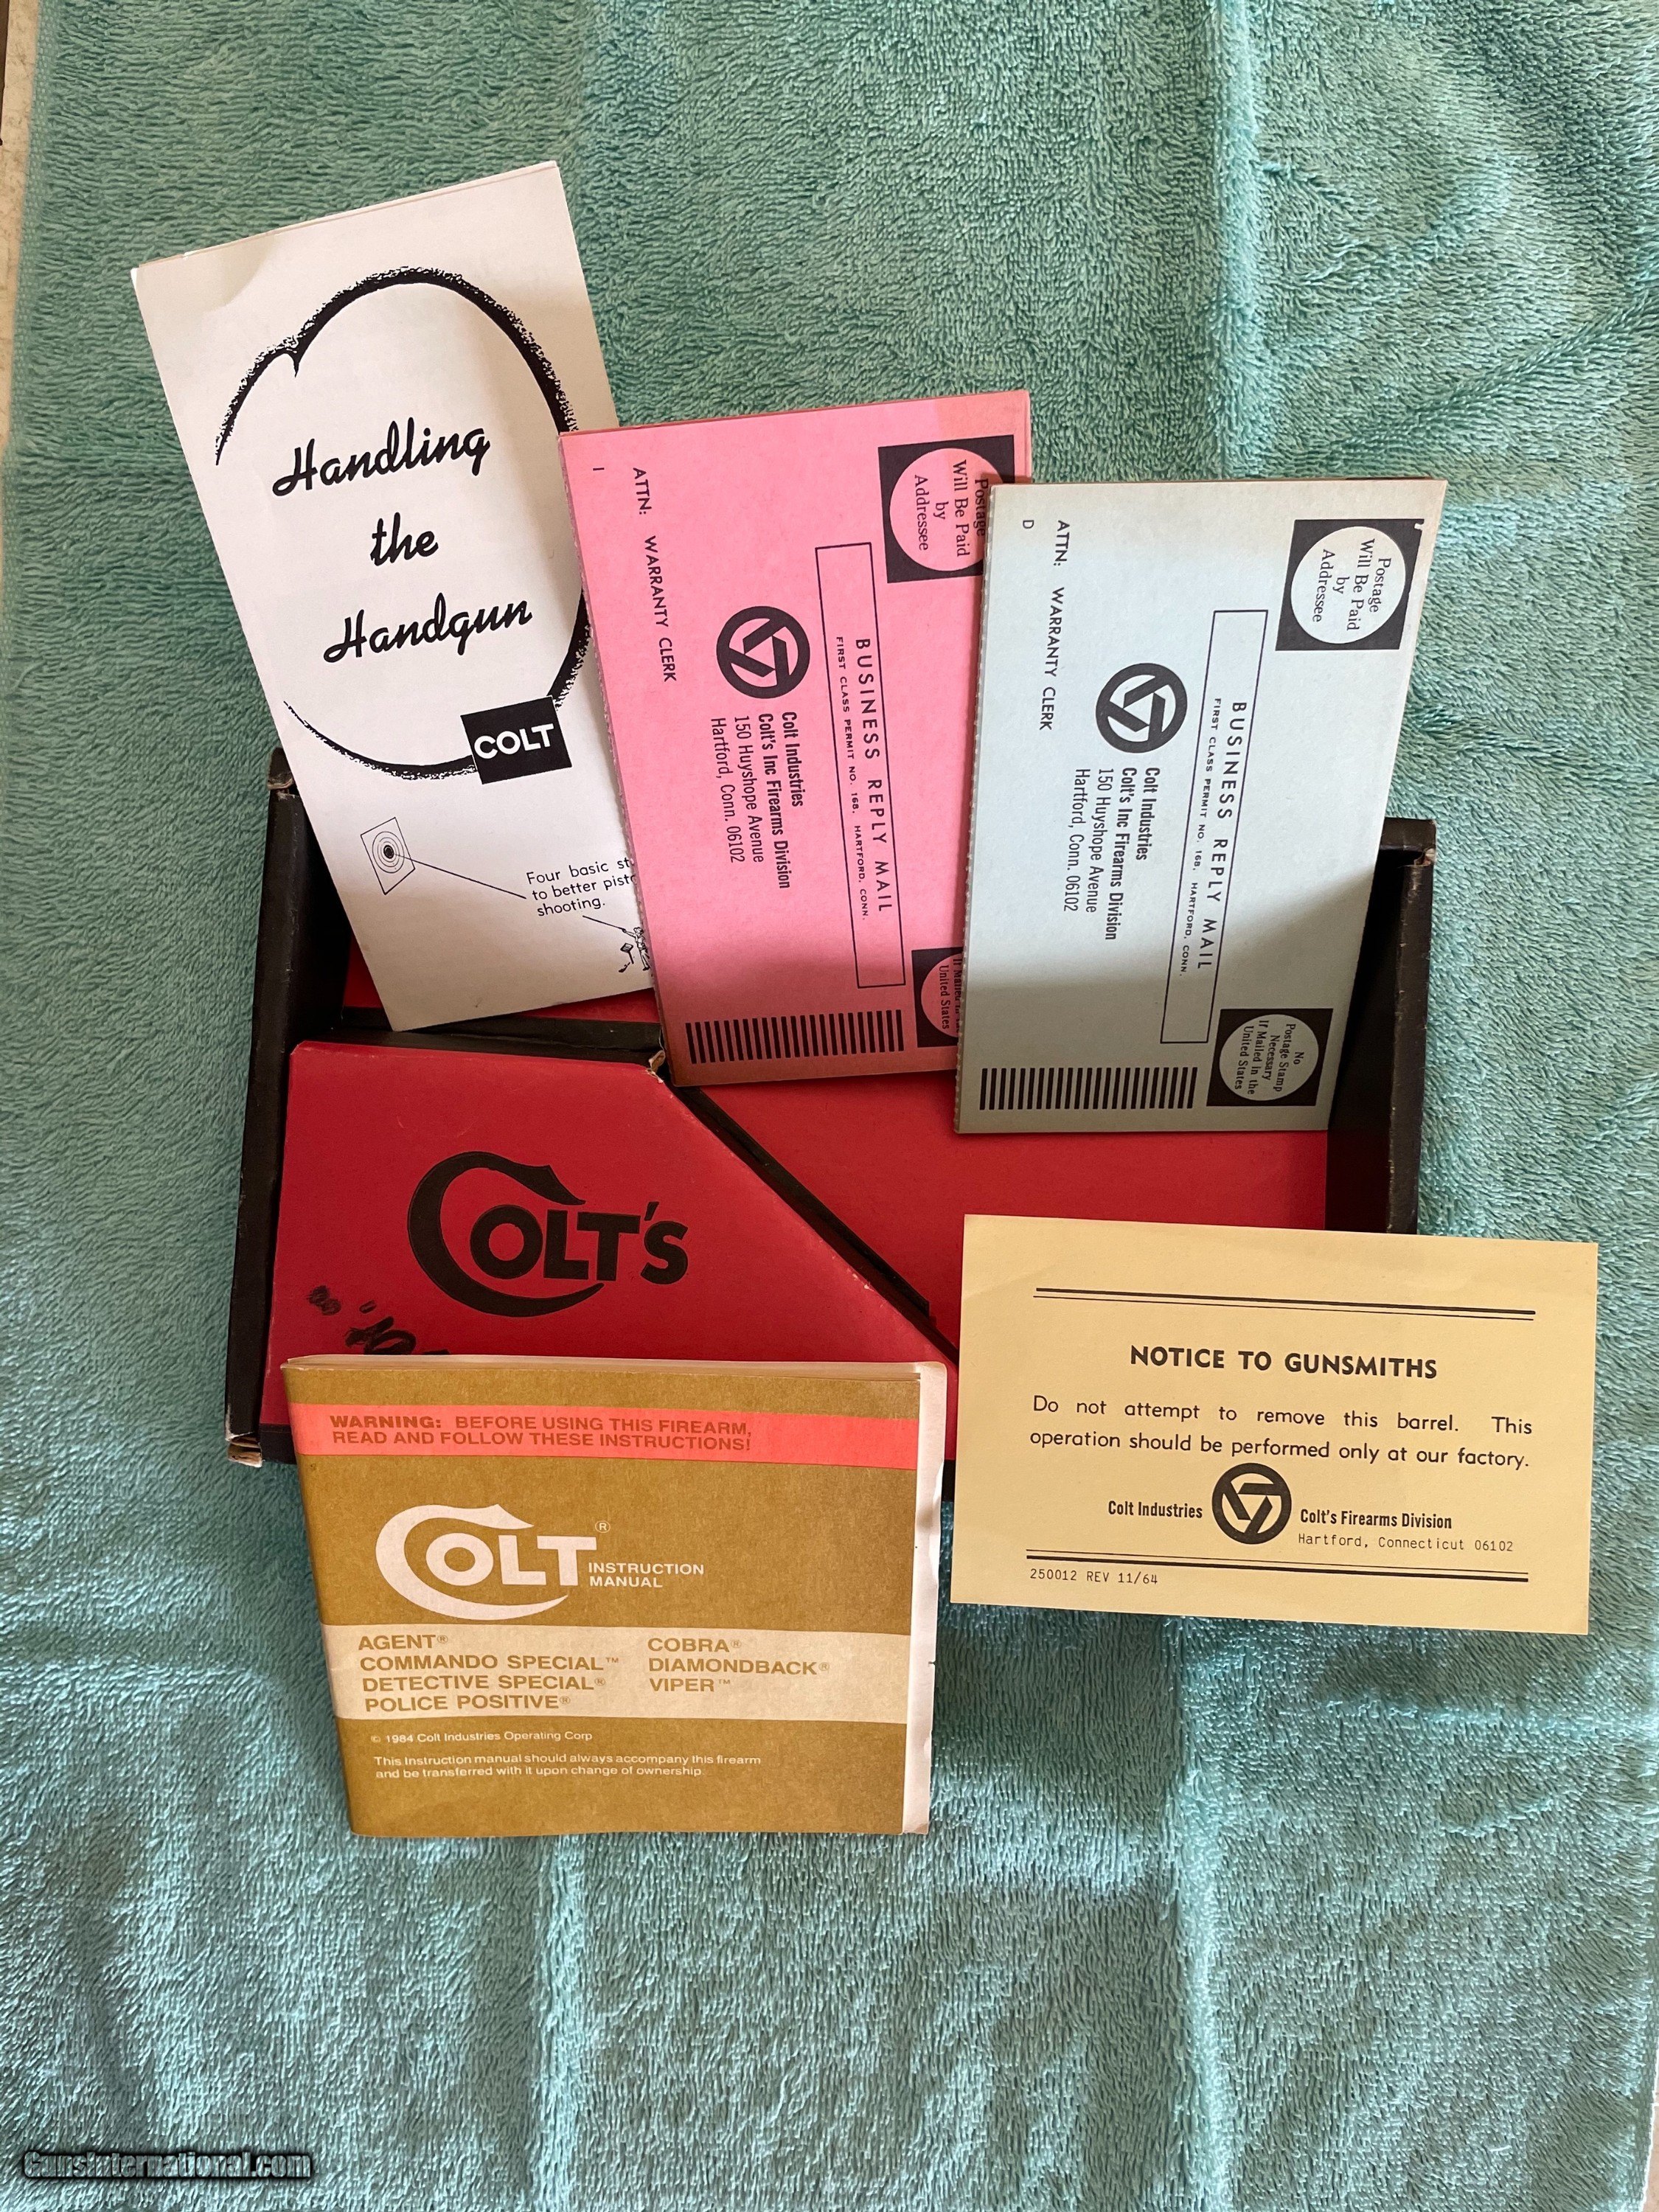 Handling
the
Handgun
COLT
Four basic
to better
shooting.
Postage
Will Be Paid
by
Addressee
BUSINESS REPLY MAIL
FIRST CLASS PERMIT NO. 168, HARTFORD, CONN.
Colt Industries
Colt's Inc Firearms Division
150 Huyshope Avenue
Hartford, Conn. 06102
ATTN: WARRANTY CLERK
I
United States
Postage
Will Be Paid
by
Addressee
BUSINESS REPLY MAIL
FIRST CLASS PERMIT NO. 168, HARTFORD, CONN.
Colt Industries
Colt's Inc Firearms Division
150 Huyshope Avenue
Hartford, Conn. 06102
ATTN: WARRANTY CLERK
D
No
Postage Stamp
Necessary
If Mailed in the
United States
COLT'S
NOTICE TO GUNSMITHS
Do not attempt to remove this barrel. This
operation should be performed only at our factory.
Colt Industries
Colt's Firearms Division
Hartford, Connecticut 06102
250012 REV 11/64
WARNING: BEFORE USING THIS FIREARM,
READ AND FOLLOW THESE INSTRUCTIONS!
COLT®
INSTRUCTION
MANUAL
AGENT®
COMMANDO SPECIAL™
DETECTIVE SPECIAL®
POLICE POSITIVE®
COBRA®
DIAMONDBACK®
VIPER™
© 1984 Colt Industries Operating Corp
This Instruction manual should always accompany this firearm
and be transferred with it upon change of ownership.
GunsInternational.com